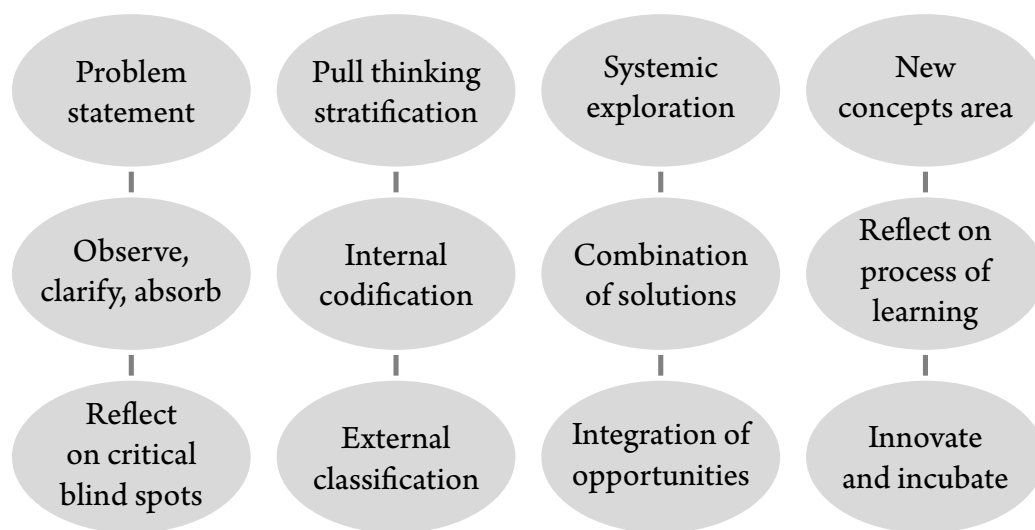 Problem
statement
Observe,
clarify, absorb
Reflect
on critical
blind spots
Pull thinking
stratification
Internal
codification
External
classification
Systemic
exploration
Combination
of solutions
Integration of
opportunities
New
concepts area
Reflect on
process of
learning
Innovate
and incubate